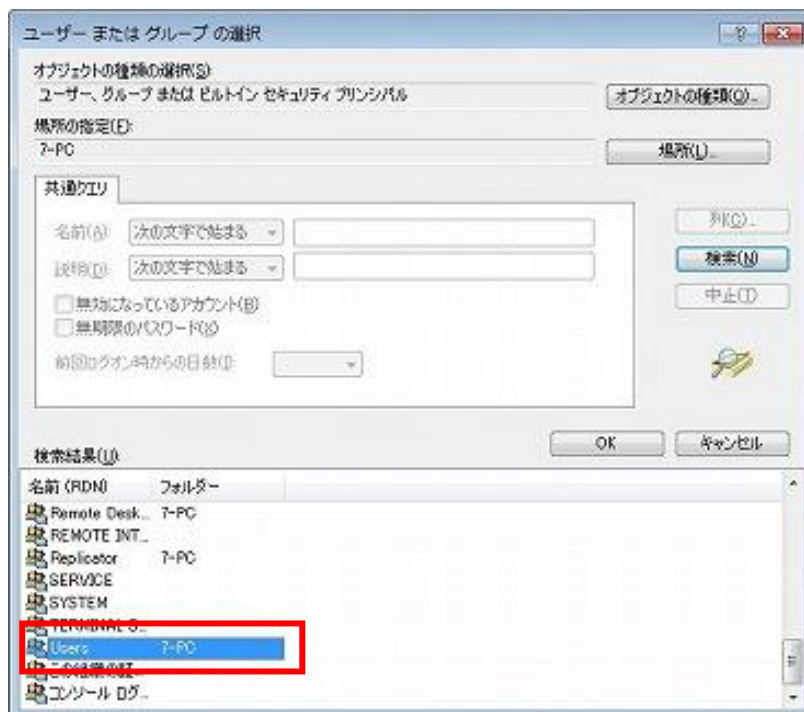 ユーザー または グループ の選択
オブジェクトの種類の選択(S):
ユーザー、グループ または ビルトイン セキュリティ プリンシパル
オブジェクトの種類(O)...
場所の指定(F):
7-PC
場所(L)...
共通クエリ
名前(A):
次の文字で始まる
列(C)...
説明(D):
次の文字で始まる
検索(N)
無効になっているアカウント(B)
中止(T)
無期限のパスワード(X)
前回ログオン時からの日数(I):
OK
キャンセル
検索結果(U):
名前 (RDN) フォルダー
Remote Desk... 7-PC
REMOTE INT...
Replicator 7-PC
SERVICE
SYSTEM
TERMINAL S...
Users 7-PC
この組織の証...
コンソール ログ...